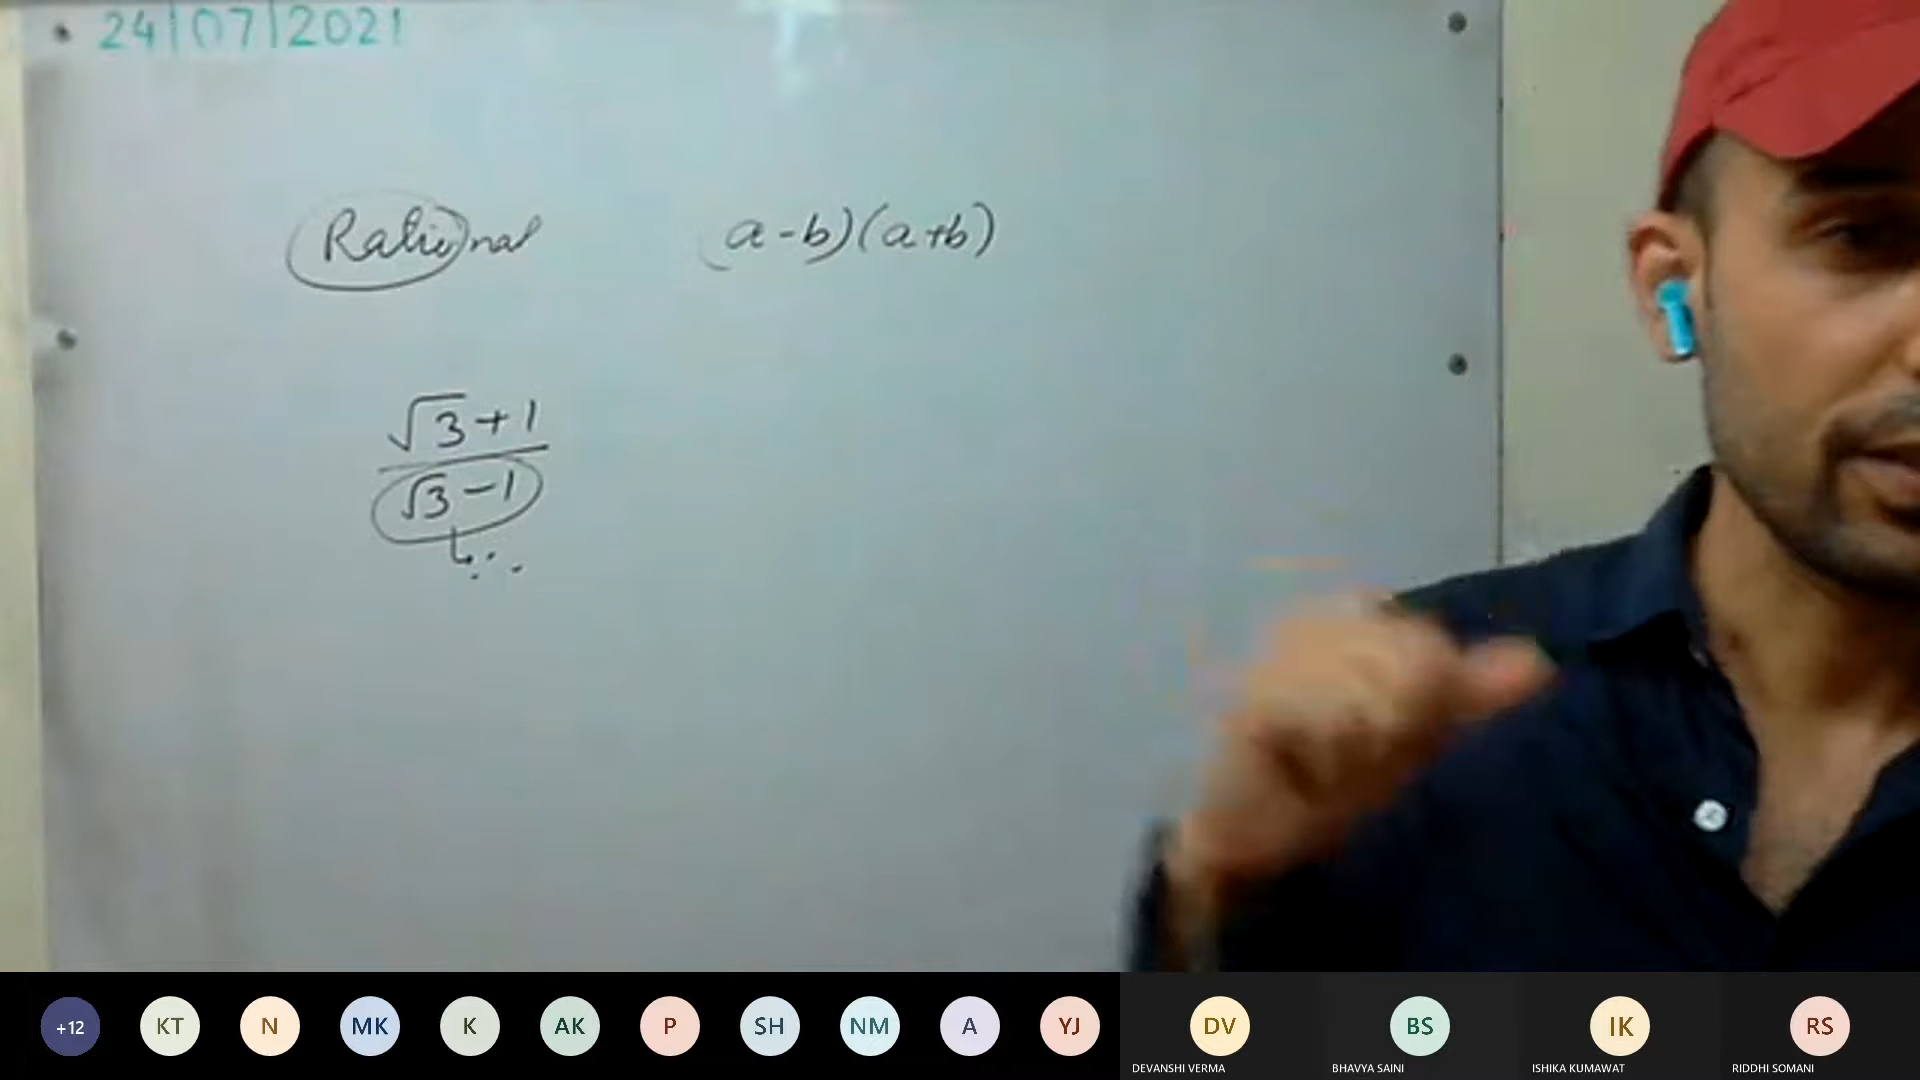 24/07/2021
Rational (a-b)(a+b)
√3+1
√3-1
+12 KT N MK K AK P SH NM A YJ DV BS IK RS
DEVANSHI VERMA BHAVYA SAINI ISHIKA KUMAWAT RIDDHI SOMANI